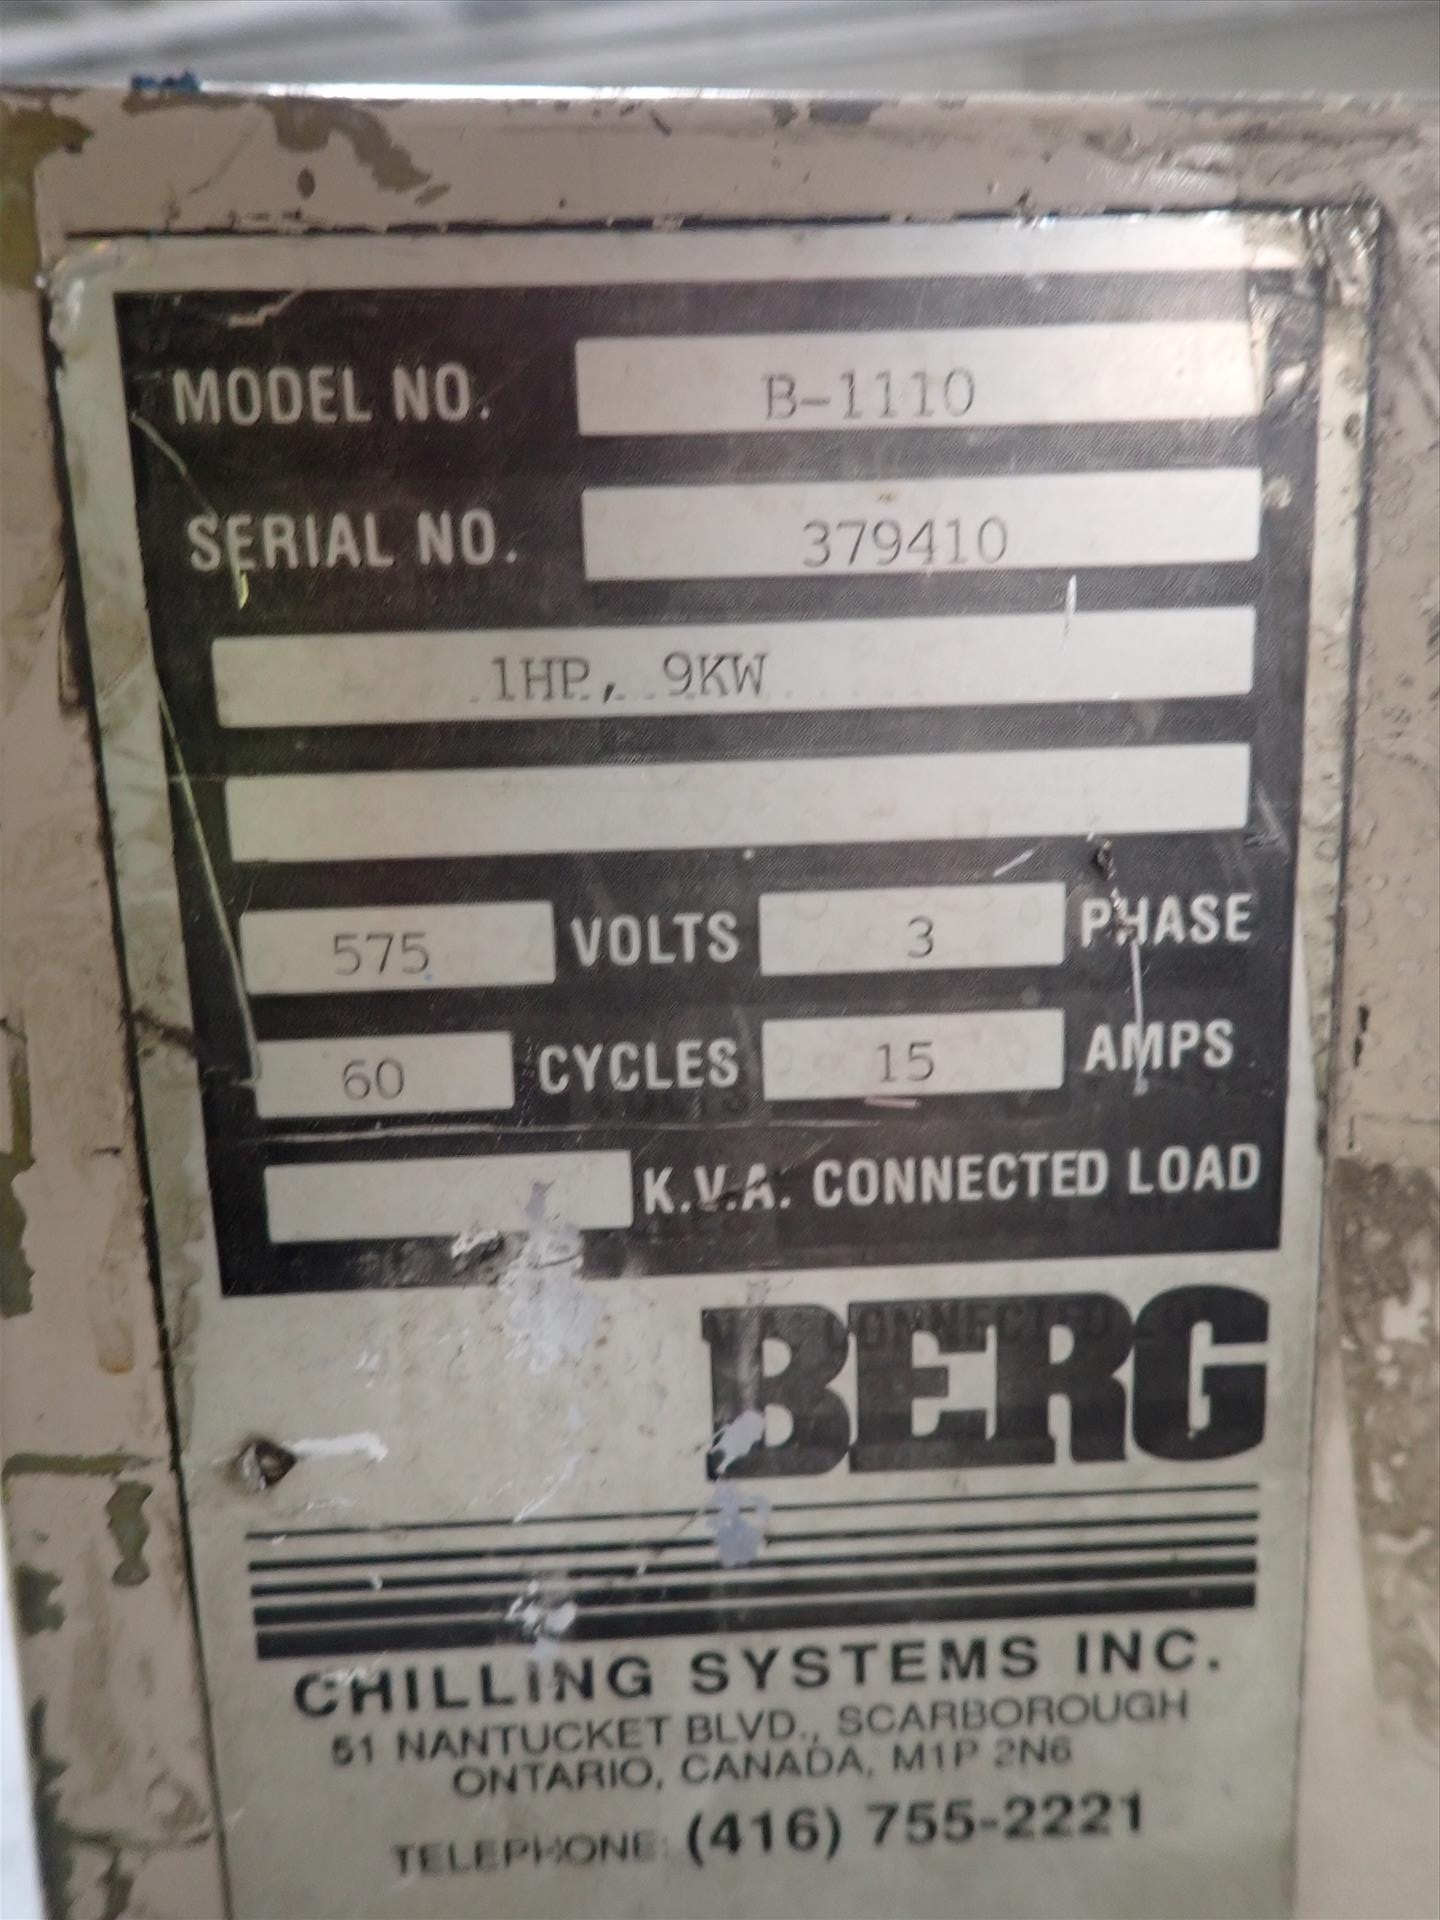 MODEL NO. B-1110
SERIAL NO. 379410
1HP, 9KW
575 VOLTS 3 PHASE
60 CYCLES 15 AMPS
K.V.A. CONNECTED LOAD
BERG
CHILLING SYSTEMS INC.
51 NANTUCKET BLVD., SCARBOROUGH
ONTARIO, CANADA, M1P 2N6
TELEPHONE: (416) 755-2221